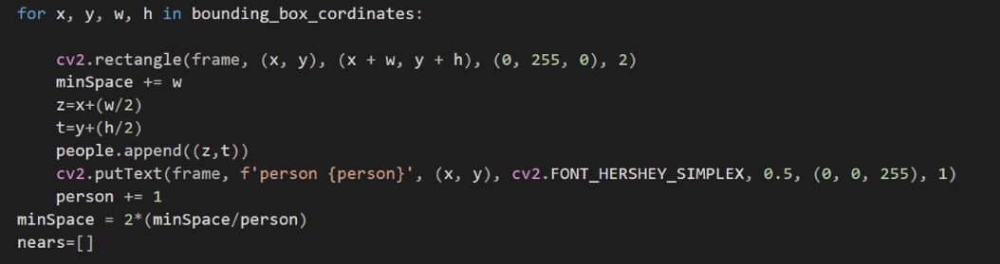 for x, y, w, h in bounding_box_cordinates:
cv2.rectangle(frame, (x, y), (x + w, y + h), (0, 255, 0), 2)
minSpace += w
z=x+(w/2)
t=y+(h/2)
people.append((z,t))
cv2.putText(frame, f'person {person}', (x, y), cv2.FONT_HERSHEY_SIMPLEX, 0.5, (0, 0, 255), 1)
person += 1
minSpace = 2*(minSpace/person)
nears=[]